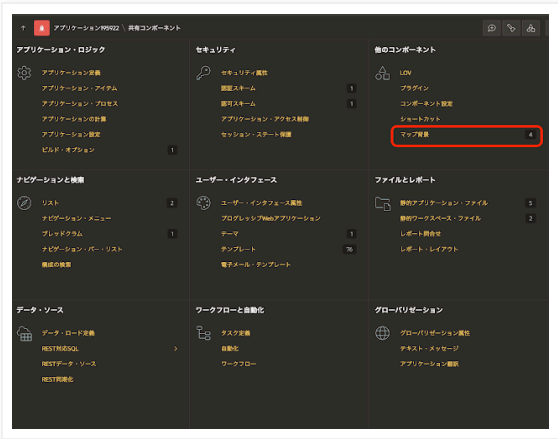 アプリケーション195922 \ 共有コンポーネント
アプリケーション・ロジック
アプリケーション定義
アプリケーション・アイテム
アプリケーション・プロセス
アプリケーションの計算
アプリケーション設定
ビルド・オプション 1
セキュリティ
セキュリティ属性
認証スキーム 1
認可スキーム 1
アプリケーション・アクセス制御
セッション・ステート保護
他のコンポーネント
LOV
プラグイン
コンポーネント設定
ショートカット
マップ背景 4
ナビゲーションと検索
リスト 2
ナビゲーション・メニュー
ブレッドクラム 1
ナビゲーション・バー・リスト
構成の検索
ユーザー・インタフェース
ユーザー・インタフェース属性
プログレッシブWebアプリケーション
テーマ 1
テンプレート 76
電子メール・テンプレート
ファイルとレポート
静的アプリケーション・ファイル 5
静的ワークスペース・ファイル 2
レポート問合せ
レポート・レイアウト
データ・ソース
データ・ロード定義
REST対応SQL
RESTデータ・ソース
REST同期化
ワークフローと自動化
タスク定義
自動化
ワークフロー
グローバリゼーション
グローバリゼーション属性
テキスト・メッセージ
アプリケーション翻訳